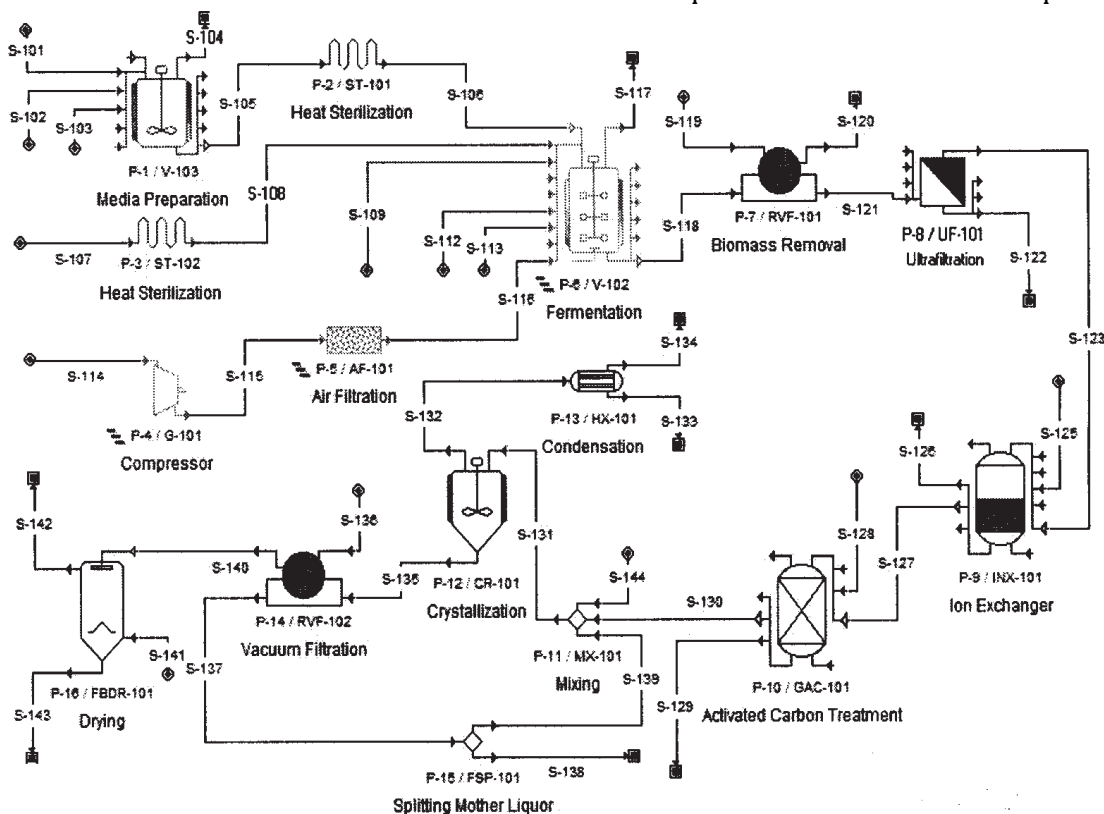 S-101
S-104
S-102
S-103
S-105
P-1 / V-103
Media Preparation
P-2 / ST-101
Heat Sterilization
S-106
S-117
S-107
P-3 / ST-102
Heat Sterilization
S-108
S-109
S-112
S-113
P-6 / V-102
Fermentation
S-116
S-118
S-119
S-120
P-7 / RVF-101
Biomass Removal
S-121
P-8 / UF-101
Ultrafiltration
S-122
S-123
S-114
P-4 / G-101
Compressor
S-115
P-5 / AF-101
Air Filtration
S-134
S-132
P-13 / HX-101
Condensation
S-133
S-126
S-125
P-9 / INX-101
Ion Exchanger
S-127
S-128
S-142
S-140
S-136
S-135
P-12 / CR-101
Crystallization
S-131
S-144
S-130
P-14 / RVF-102
Vacuum Filtration
P-11 / MX-101
Mixing
S-139
P-10 / GAC-101
Activated Carbon Treatment
S-129
S-141
P-16 / FBDR-101
Drying
S-143
S-137
P-15 / FSP-101
Splitting Mother Liquor
S-138